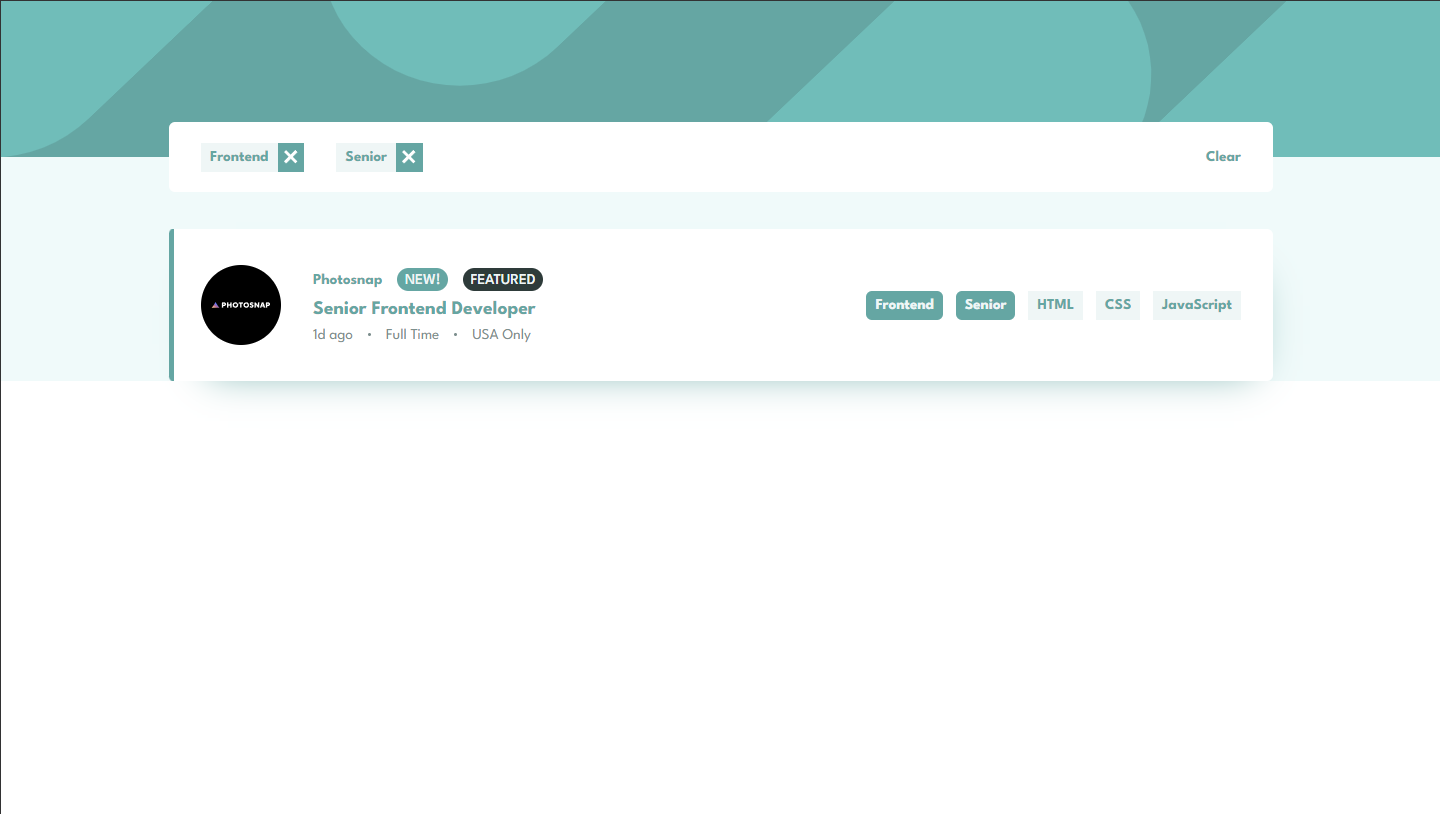 Frontend Senior Clear
PHOTOSNAP
Photosnap NEW! FEATURED
Senior Frontend Developer
1d ago • Full Time • USA Only
Frontend Senior HTML CSS JavaScript